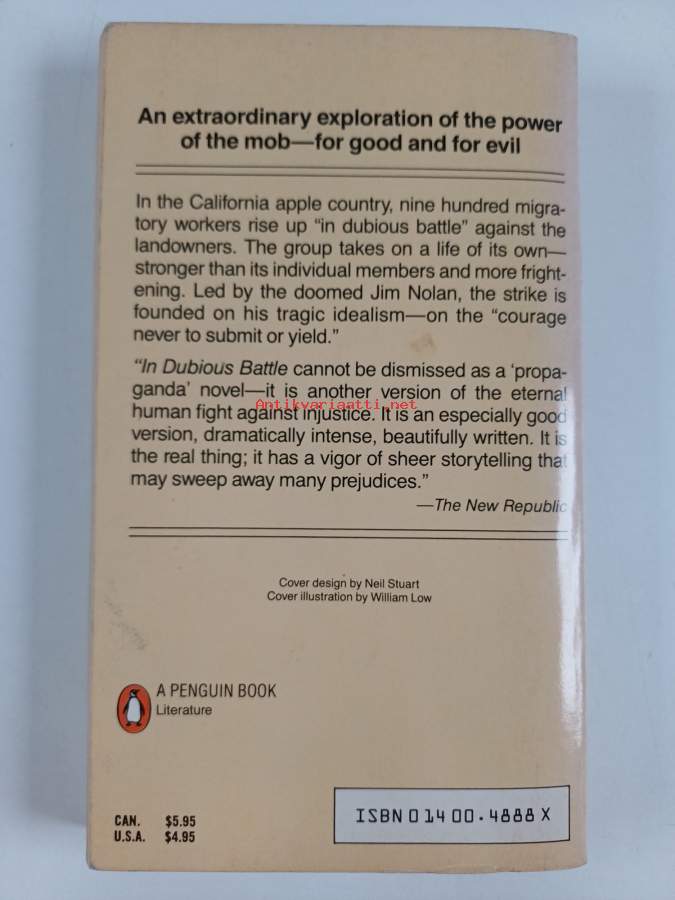 An extraordinary exploration of the power
of the mob—for good and for evil
In the California apple country, nine hundred migra-
tory workers rise up "in dubious battle" against the
landowners. The group takes on a life of its own—
stronger than its individual members and more fright-
ening. Led by the doomed Jim Nolan, the strike is
founded on his tragic idealism—on the "courage
never to submit or yield."
"In Dubious Battle cannot be dismissed as a 'propa-
ganda' novel—it is another version of the eternal
Antikvariaatti.net
human fight against injustice. It is an especially good
version, dramatically intense, beautifully written. It is
the real thing; it has a vigor of sheer storytelling that
may sweep away many prejudices."
—The New Republic
Cover design by Neil Stuart
Cover illustration by William Low
A PENGUIN BOOK
Literature
CAN. $5.95
U.S.A. $4.95
ISBN 0 14 00.4888 X